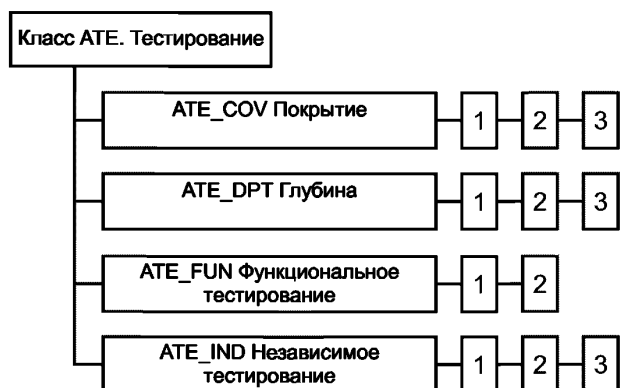 Класс АТЕ. Тестирование
ATE_COV Покрытие 1 2 3
ATE_DPT Глубина 1 2 3
ATE_FUN Функциональное
тестирование 1 2
ATE_IND Независимое
тестирование 1 2 3